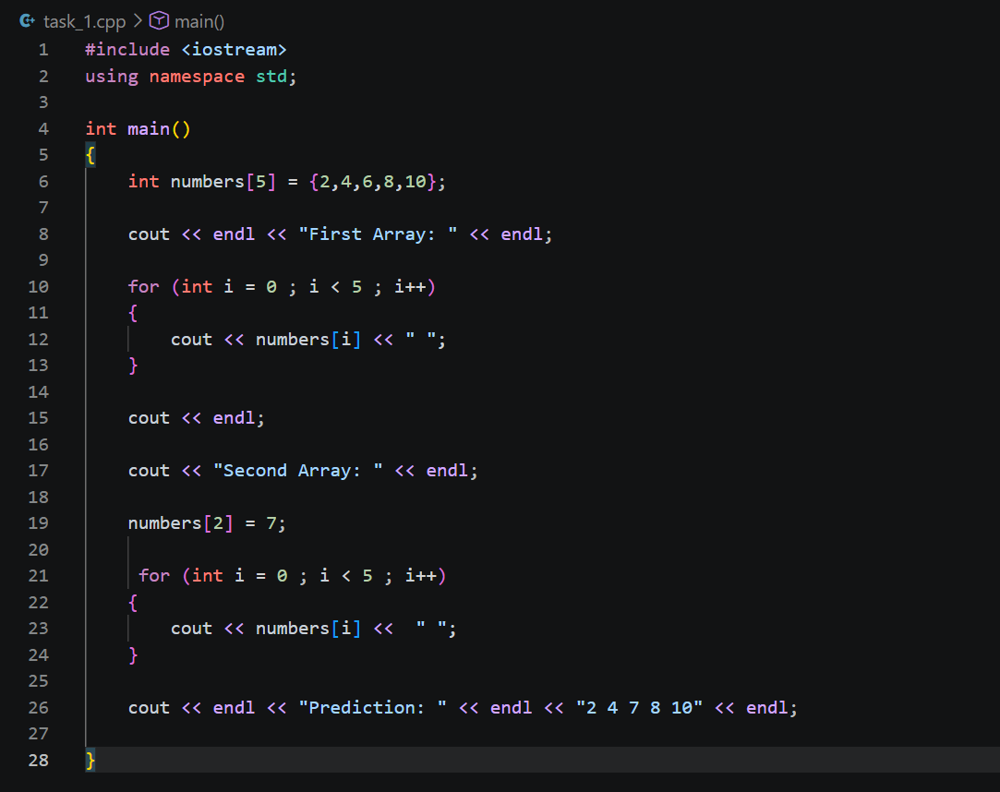 task_1.cpp > main()
1 #include <iostream>
2 using namespace std;
3
4 int main()
5 {
6     int numbers[5] = {2,4,6,8,10};
7
8     cout << endl << "First Array: " << endl;
9
10     for (int i = 0 ; i < 5 ; i++)
11     {
12         cout << numbers[i] << " ";
13     }
14
15     cout << endl;
16
17     cout << "Second Array: " << endl;
18
19     numbers[2] = 7;
20
21      for (int i = 0 ; i < 5 ; i++)
22     {
23         cout << numbers[i] <<  " ";
24     }
25
26     cout << endl << "Prediction: " << endl << "2 4 7 8 10" << endl;
27
28 }